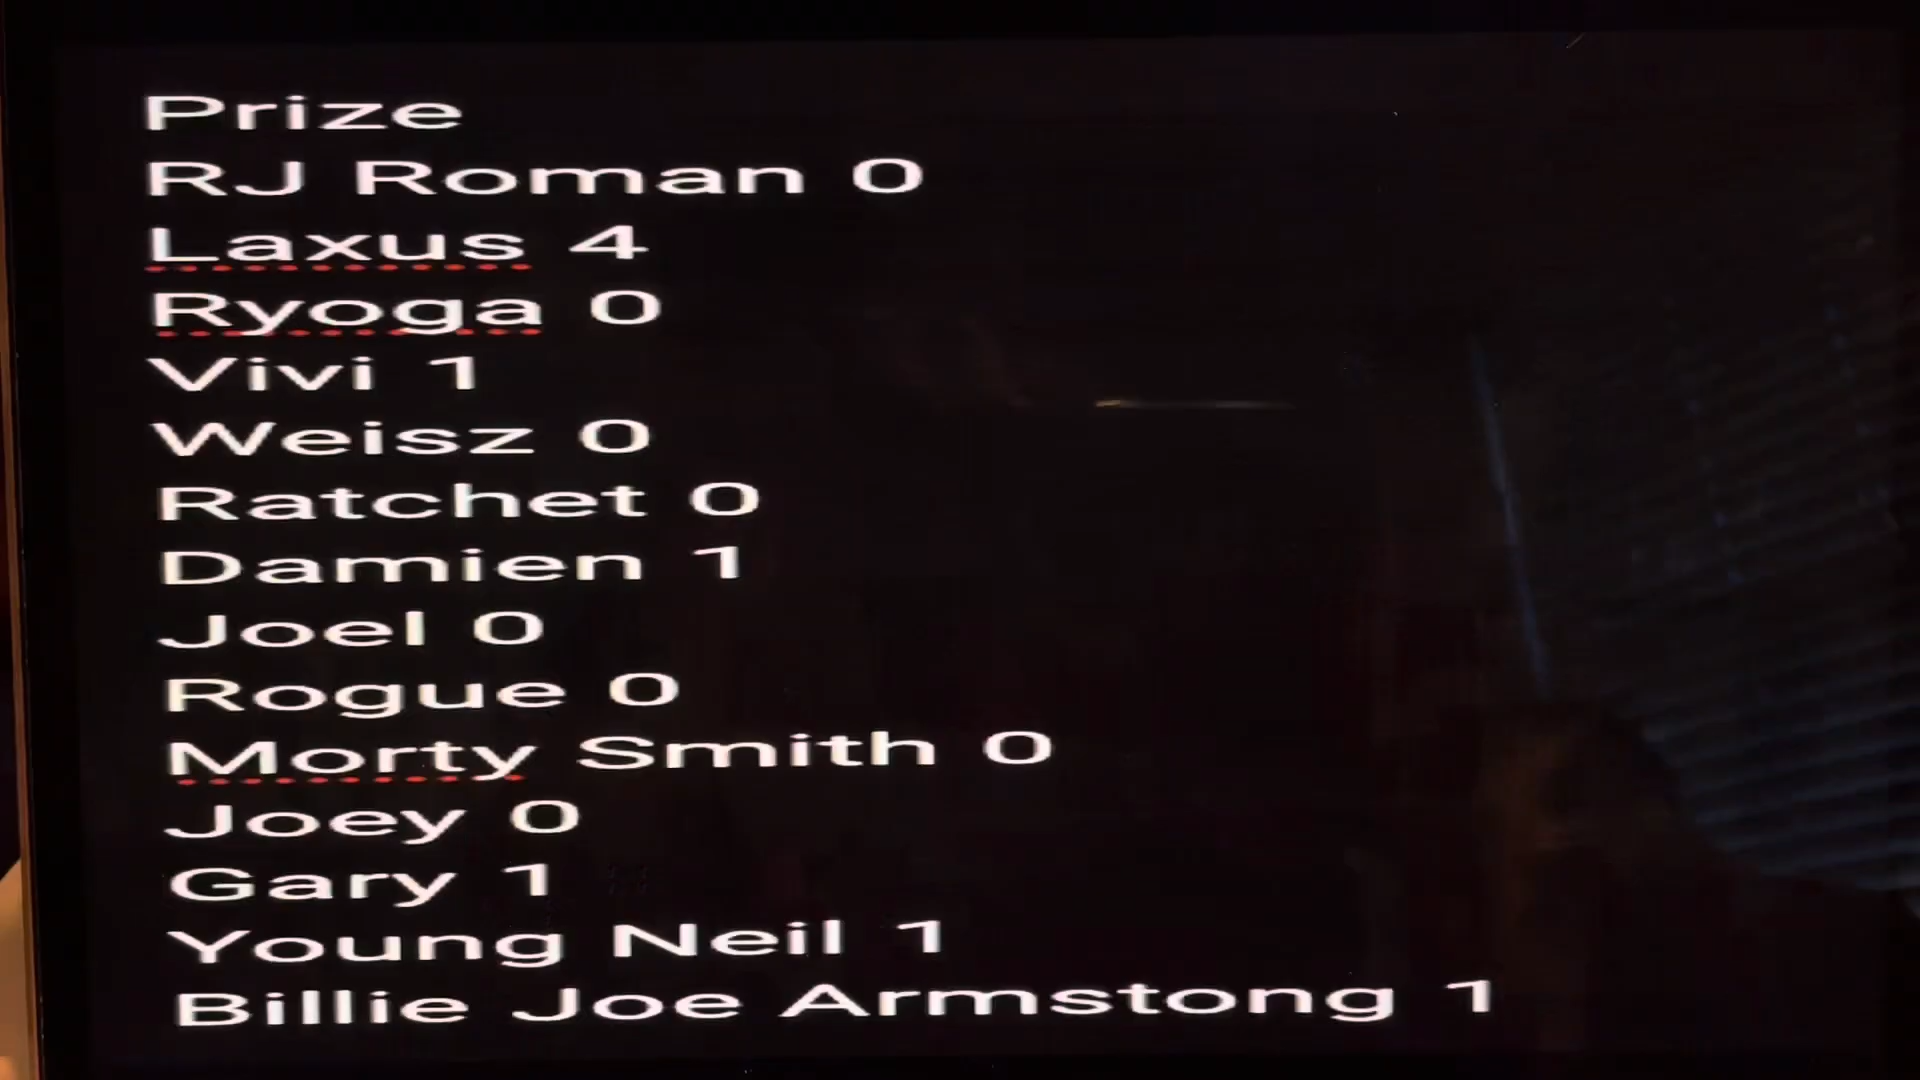 Prize
RJ Roman 0
Laxus 4
Ryoga 0
Vivi 1
Weisz 0
Ratchet 0
Damien 1
Joel 0
Rogue 0
Morty Smith 0
Joey 0
Gary 1
Young Neil 1
Billie Joe Armstong 1